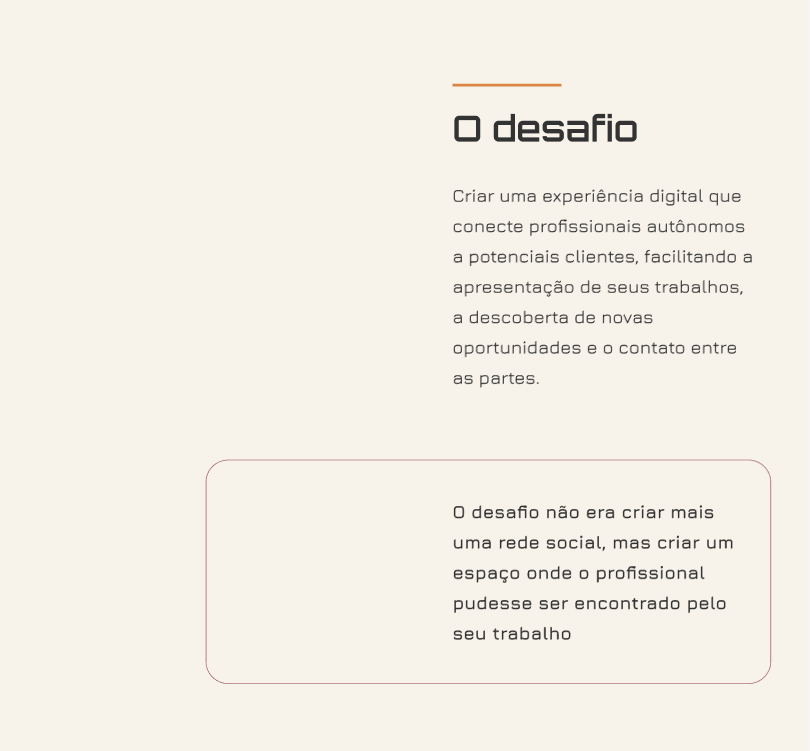 O desafio
Criar uma experiência digital que
conecte profissionais autônomos
a potenciais clientes, facilitando a
apresentação de seus trabalhos,
a descoberta de novas
oportunidades e o contato entre
as partes.
O desafio não era criar mais
uma rede social, mas criar um
espaço onde o profissional
pudesse ser encontrado pelo
seu trabalho